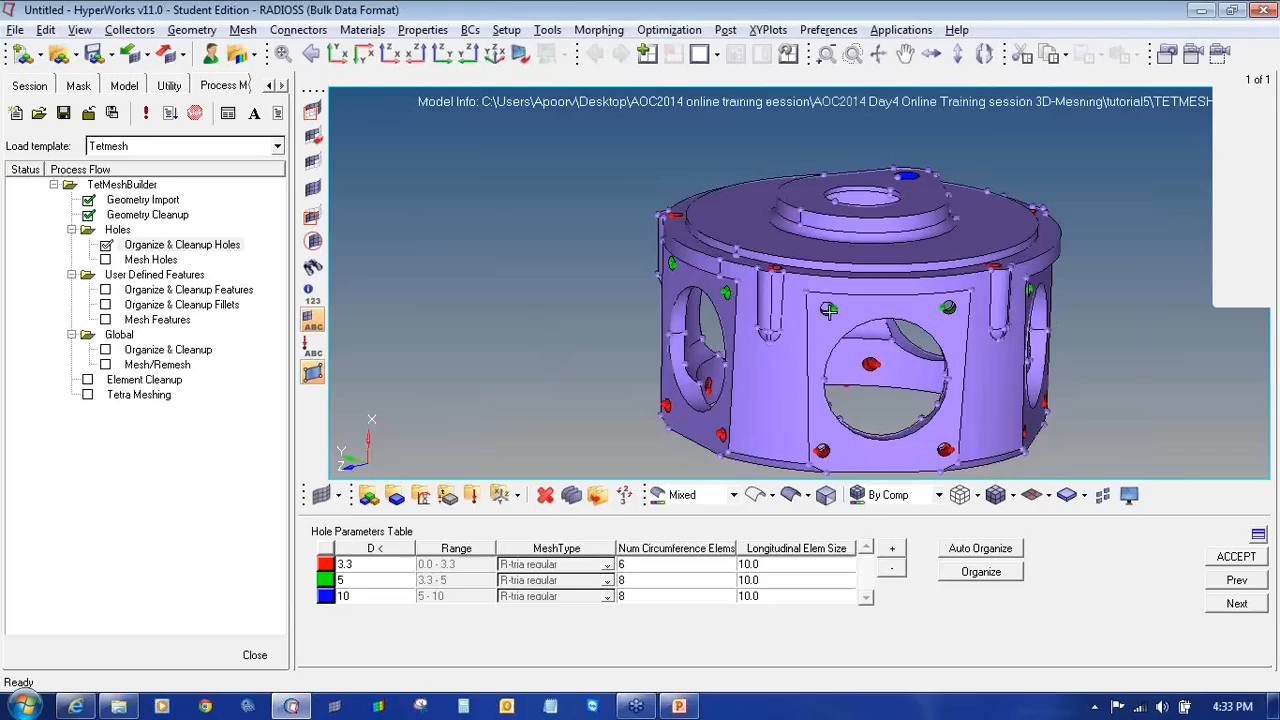 Untitled - HyperWorks v11.0 - Student Edition - RADIOSS (Bulk Data Format)
File Edit View Collectors Geometry Mesh Connectors Materials Properties BCs Setup Tools Morphing Optimization Post XYPlots Preferences Applications Help
Session Mask Model Utility Process M
1 of 1
Model Info: C:\Users\Apoorv\Desktop\AOC2014 online training session\AOC2014 Day4 Online Training session 3D-Mesning\tutorial5\TETMESH
Load template: Tetmesh
Status Process Flow
TetMeshBuilder
Geometry Import
Geometry Cleanup
Holes
Organize & Cleanup Holes
Mesh Holes
User Defined Features
Organize & Cleanup Features
Organize & Cleanup Fillets
Mesh Features
Global
Organize & Cleanup
Mesh/Remesh
Element Cleanup
Tetra Meshing
123
ABC
ABC
X
Y
Z
Mixed
By Comp
Hole Parameters Table
D < Range MeshType Num Circumference Elems Longitudinal Elem Size
3.3 0.0 - 3.3 R-tria regular 6 10.0
5 3.3 - 5 R-tria regular 8 10.0
10 5 - 10 R-tria regular 8 10.0
+
-
Auto Organize
Organize
ACCEPT
Prev
Next
Close
Ready
4:33 PM